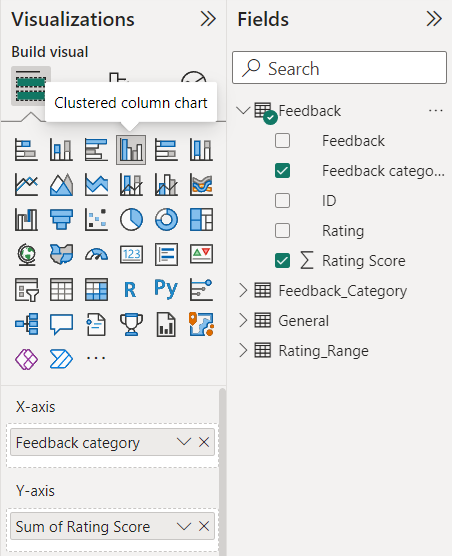 Visualizations
Build visual
Clustered column chart
123
R
Py
...
X-axis
Feedback category
Y-axis
Sum of Rating Score
Fields
Search
Feedback
...
Feedback
Feedback catego...
ID
Rating
Rating Score
Feedback_Category
General
Rating_Range